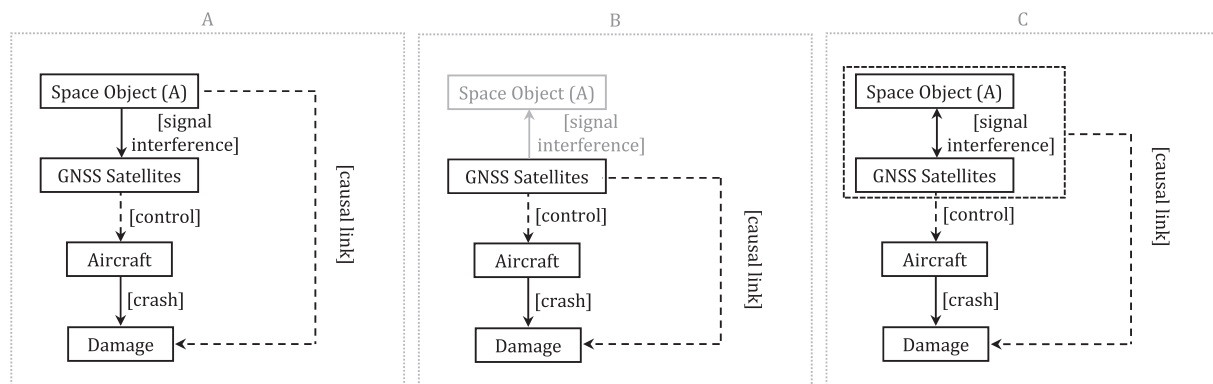 A
Space Object (A)
[signal
interference]
GNSS Satellites
[control]
[causal link]
Aircraft
[crash]
Damage
B
Space Object (A)
[signal
interference]
GNSS Satellites
[control]
[causal link]
Aircraft
[crash]
Damage
C
Space Object (A)
[signal
interference]
GNSS Satellites
[control]
[causal link]
Aircraft
[crash]
Damage